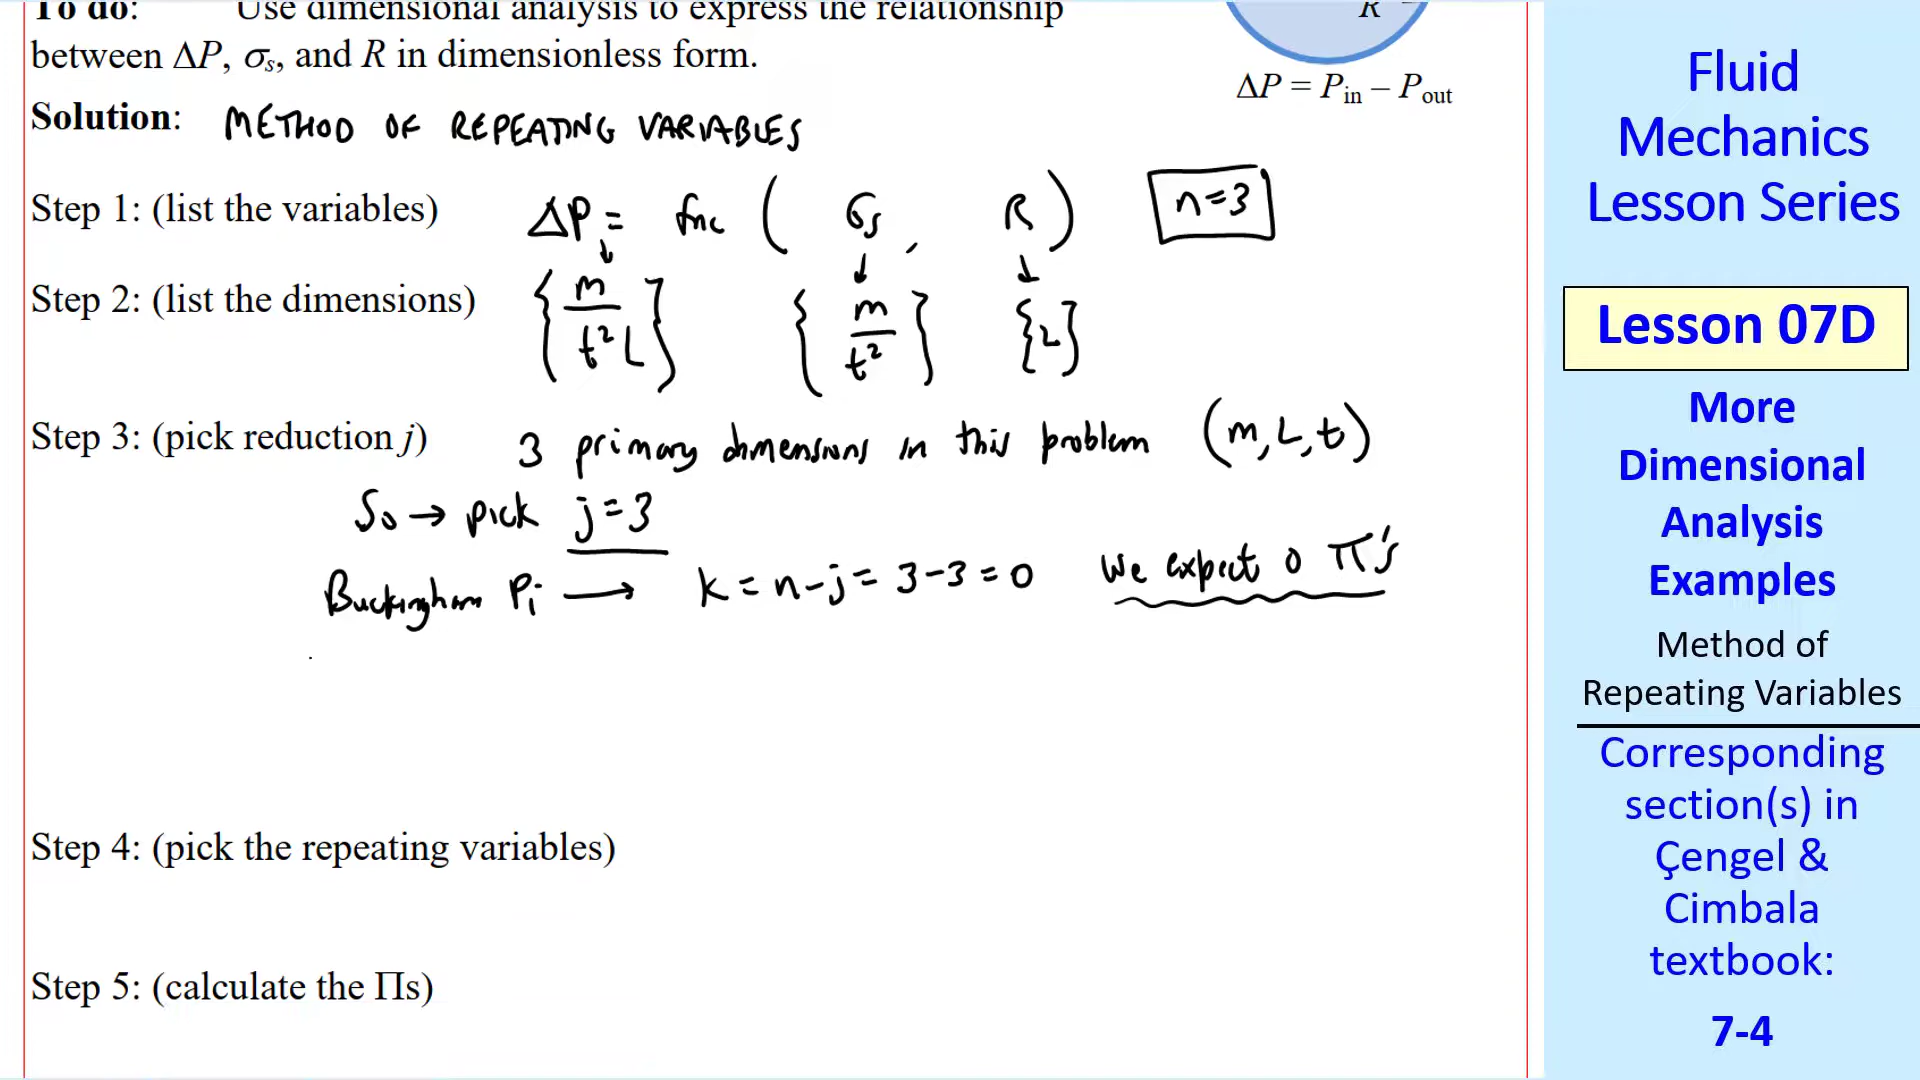 To do: Use dimensional analysis to express the relationship
between ΔP, σs, and R in dimensionless form.
R
ΔP = Pin – Pout
Solution: METHOD OF REPEATING VARIABLES
Step 1: (list the variables) ΔP = fnc ( σs , R ) n=3
Step 2: (list the dimensions) { m / t² L } { m / t² } { L }
Step 3: (pick reduction j) 3 primary dimensions in this problem (m, L, t)
So → pick j=3
Buckingham Pi → k = n-j = 3-3 = 0 We expect 0 Π's
Step 4: (pick the repeating variables)
Step 5: (calculate the Πs)
Fluid
Mechanics
Lesson Series
Lesson 07D
More
Dimensional
Analysis
Examples
Method of
Repeating Variables
Corresponding
section(s) in
Çengel &
Cimbala
textbook:
7-4